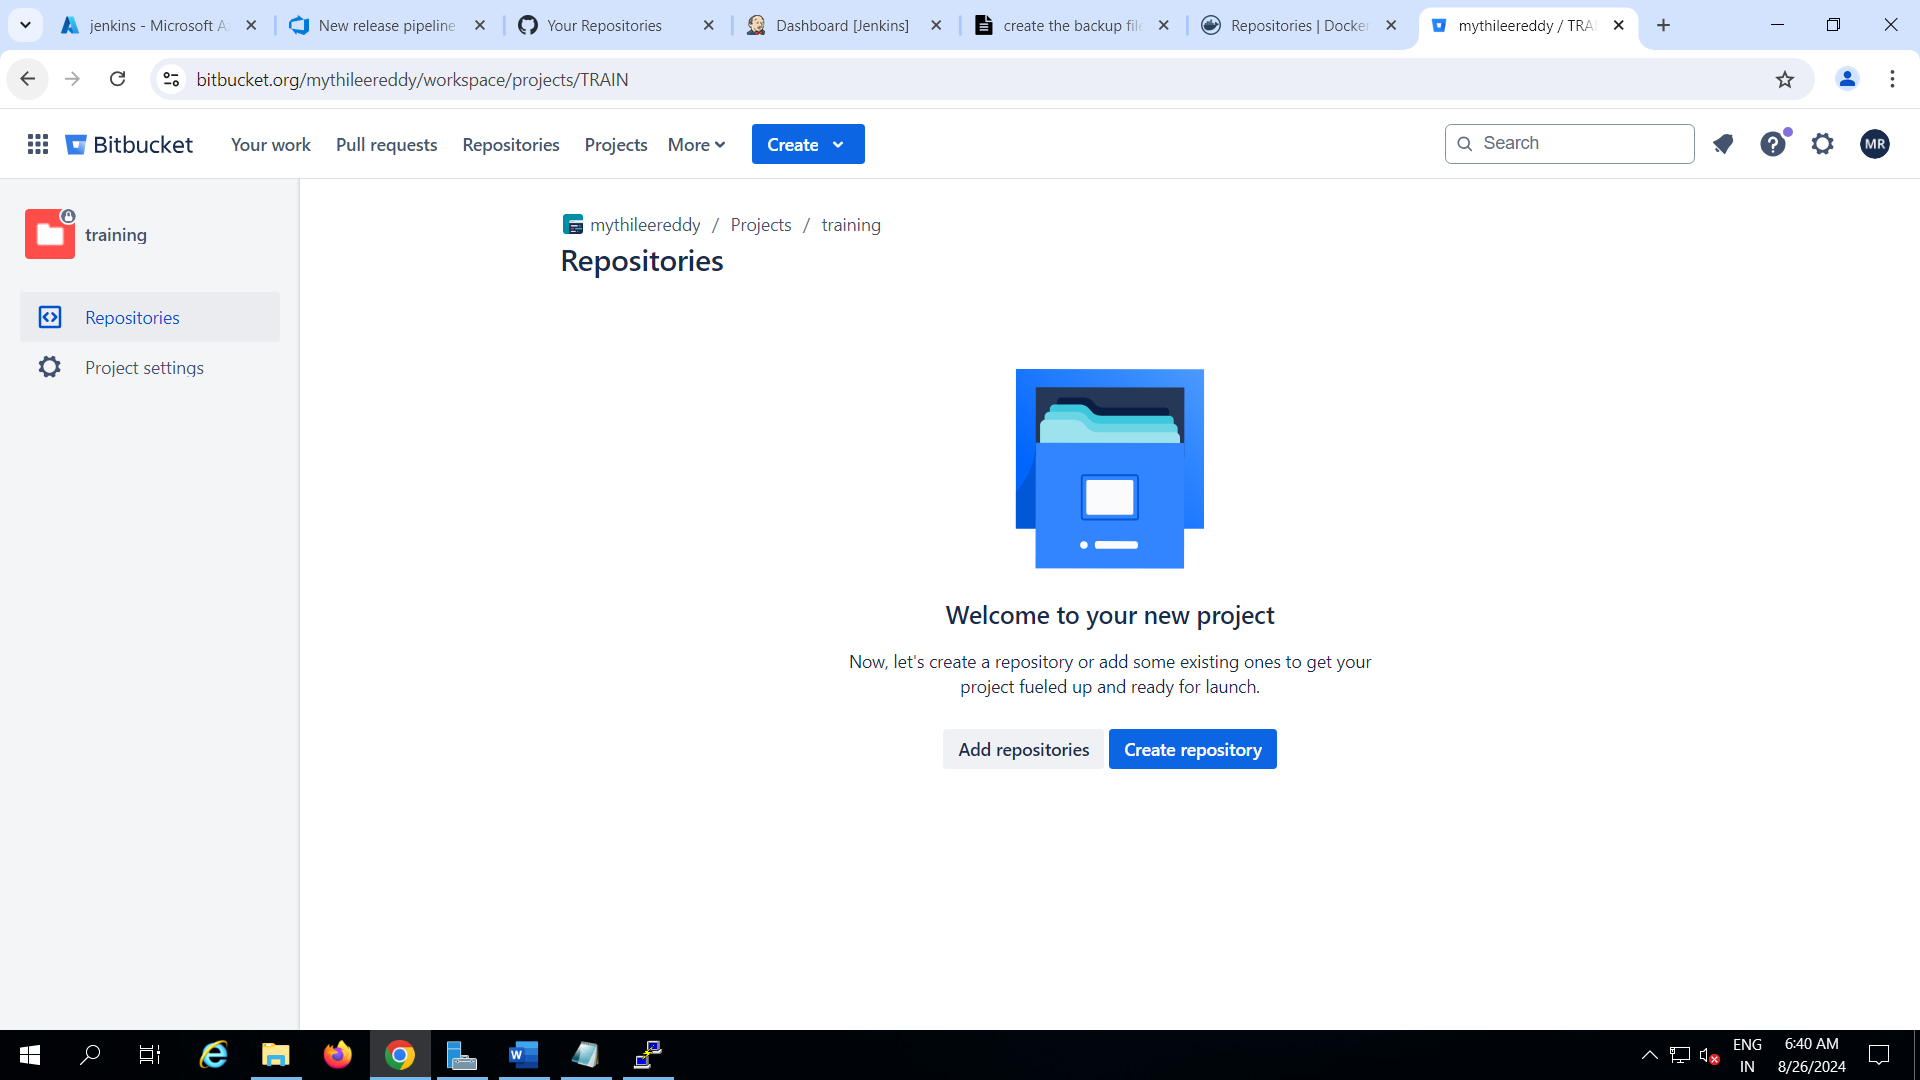 jenkins - Microsoft Az
New release pipeline
Your Repositories
Dashboard [Jenkins]
create the backup file
Repositories | Docker
mythileereddy / TRAI
bitbucket.org/mythileereddy/workspace/projects/TRAIN
Bitbucket
Your work
Pull requests
Repositories
Projects
More
Create
Search
MR
training
Repositories
Project settings
mythileereddy / Projects / training
Repositories
Welcome to your new project
Now, let's create a repository or add some existing ones to get your
project fueled up and ready for launch.
Add repositories
Create repository
ENG
IN
6:40 AM
8/26/2024